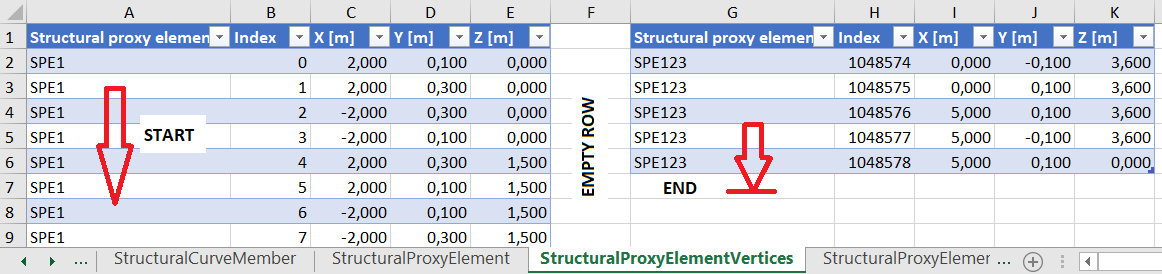 A B C D E F G H I J K
1 Structural proxy elemen Index X [m] Y [m] Z [m] Structural proxy elemen Index X [m] Y [m] Z [m]
2 SPE1 0 2,000 0,100 0,000 SPE123 1048574 0,000 -0,100 3,600
3 SPE1 1 2,000 0,300 0,000 SPE123 1048575 0,000 0,100 3,600
4 SPE1 2 -2,000 0,300 0,000 SPE123 1048576 5,000 0,100 3,600
5 SPE1 3 -2,000 0,100 0,000 SPE123 1048577 5,000 -0,100 3,600
START
6 SPE1 4 2,000 0,300 1,500 SPE123 1048578 5,000 0,100 0,000
7 SPE1 5 2,000 0,100 1,500 END
8 SPE1 6 -2,000 0,100 1,500
9 SPE1 7 -2,000 0,300 1,500
EMPTY ROW
... StructuralCurveMember StructuralProxyElement StructuralProxyElementVertices StructuralProxyElemer ...